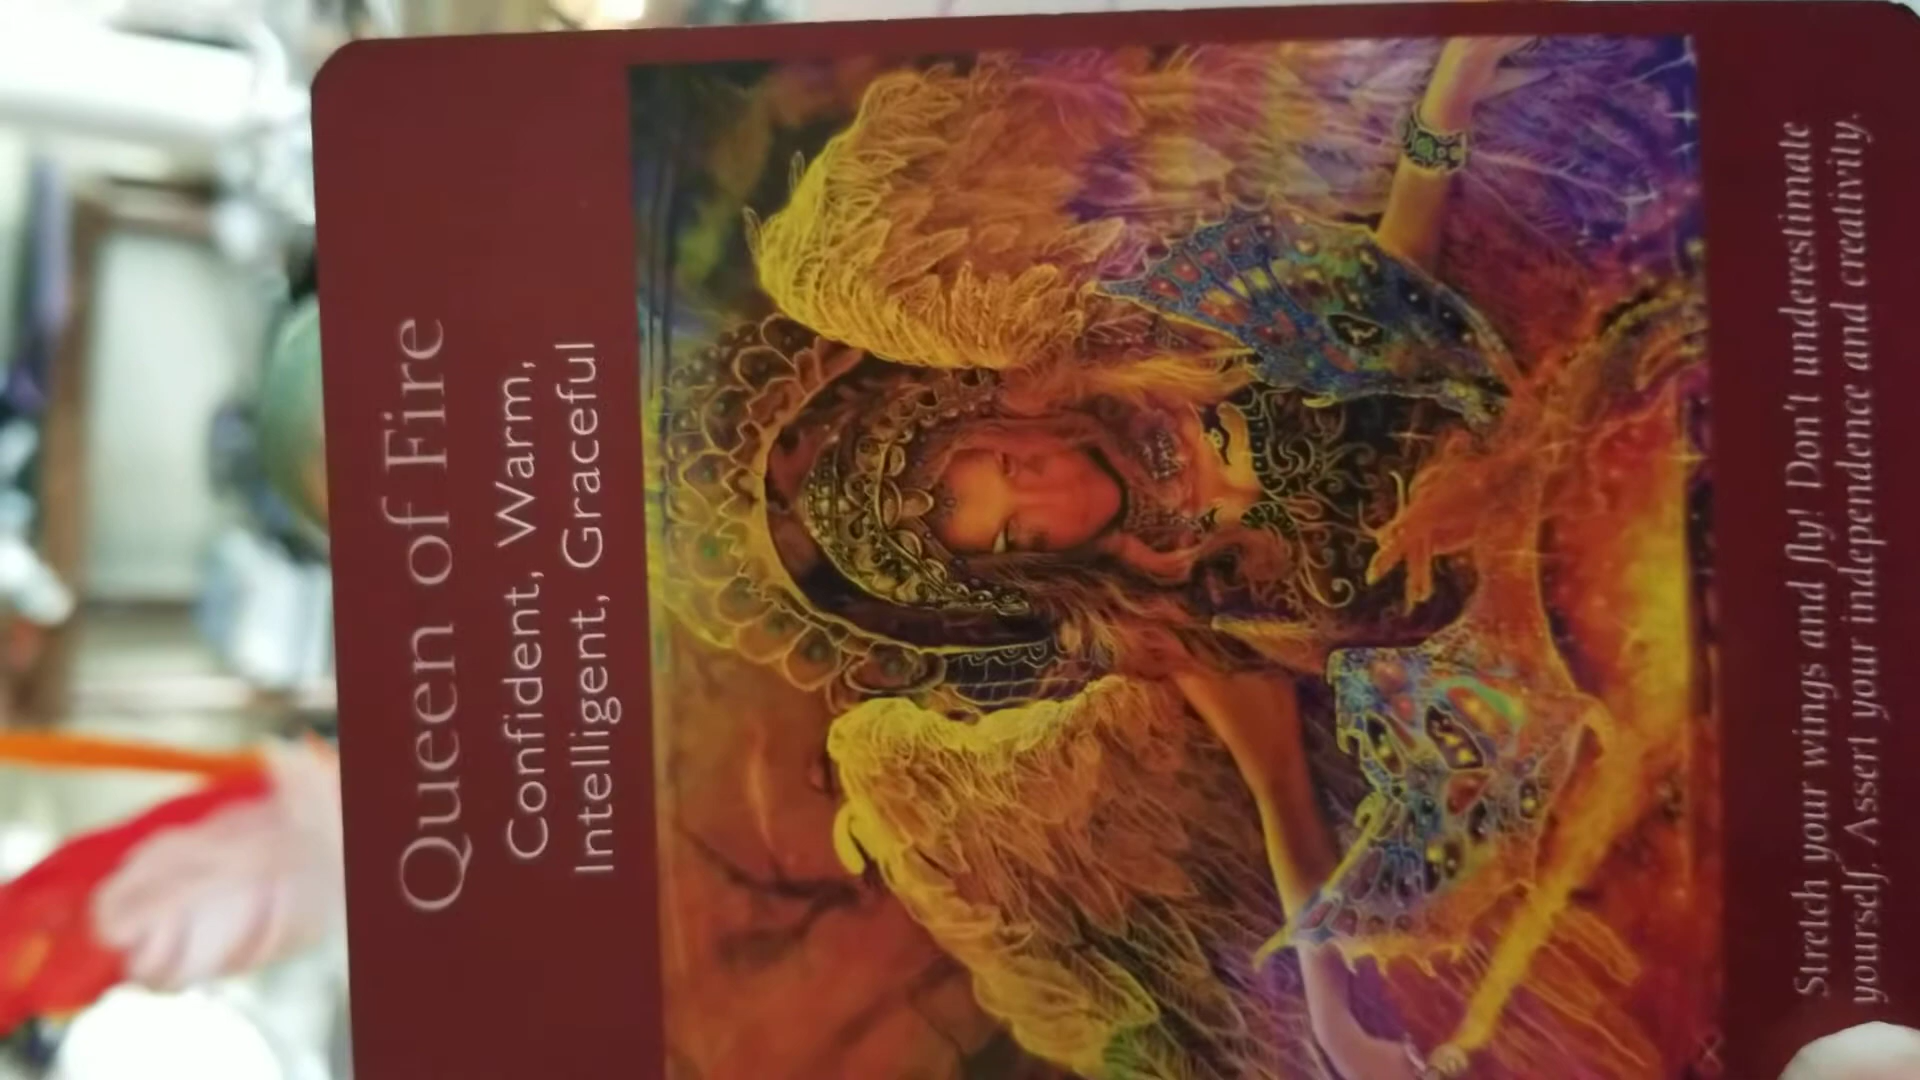 Queen of Fire
Confident, Warm,
Intelligent, Graceful
Stretch your wings and fly! Don't underestimate
yourself. Assert your independence and creativity.